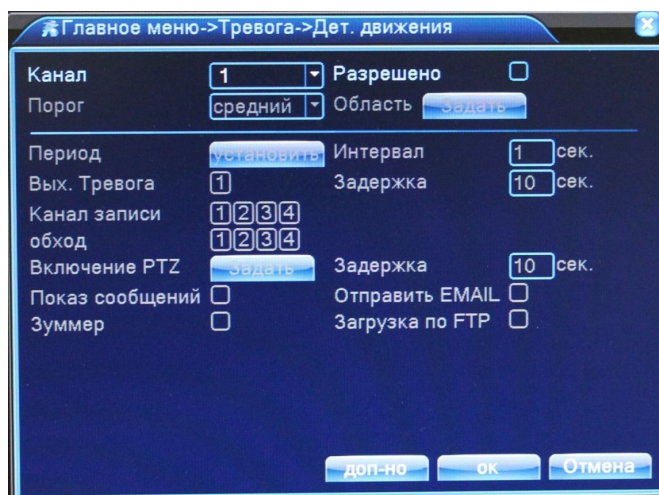 Главное меню->Тревога->Дет. движения
Канал 1 Разрешено
Порог средний Область Задать
Период установить Интервал 1 сек.
Вых. Тревога 1 Задержка 10 сек.
Канал записи 1 2 3 4
обход 1 2 3 4
Включение PTZ Задать Задержка 10 сек.
Показ сообщений Отправить EMAIL
Зуммер Загрузка по FTP
доп-но ок Отмена